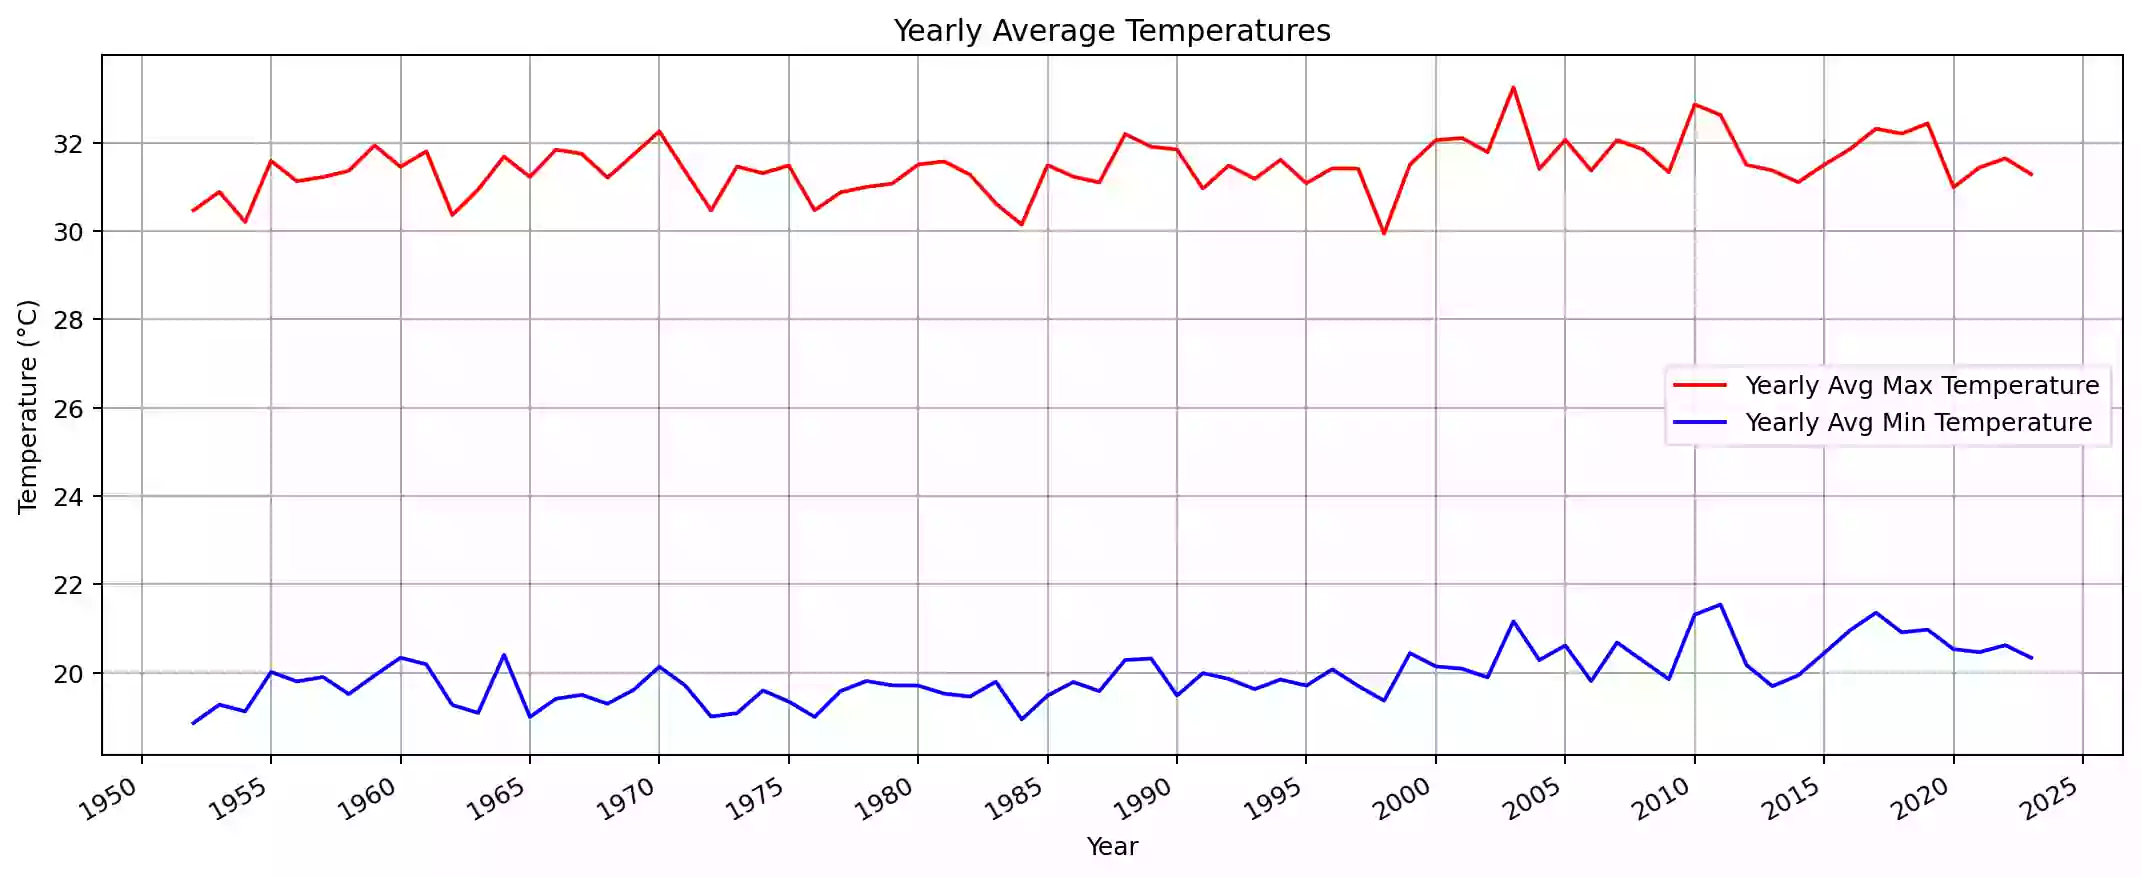 Yearly Average Temperatures
Temperature (°C)
32
30
28
26
24
22
20
Yearly Avg Max Temperature
Yearly Avg Min Temperature
1950 1955 1960 1965 1970 1975 1980 1985 1990 1995 2000 2005 2010 2015 2020 2025
Year